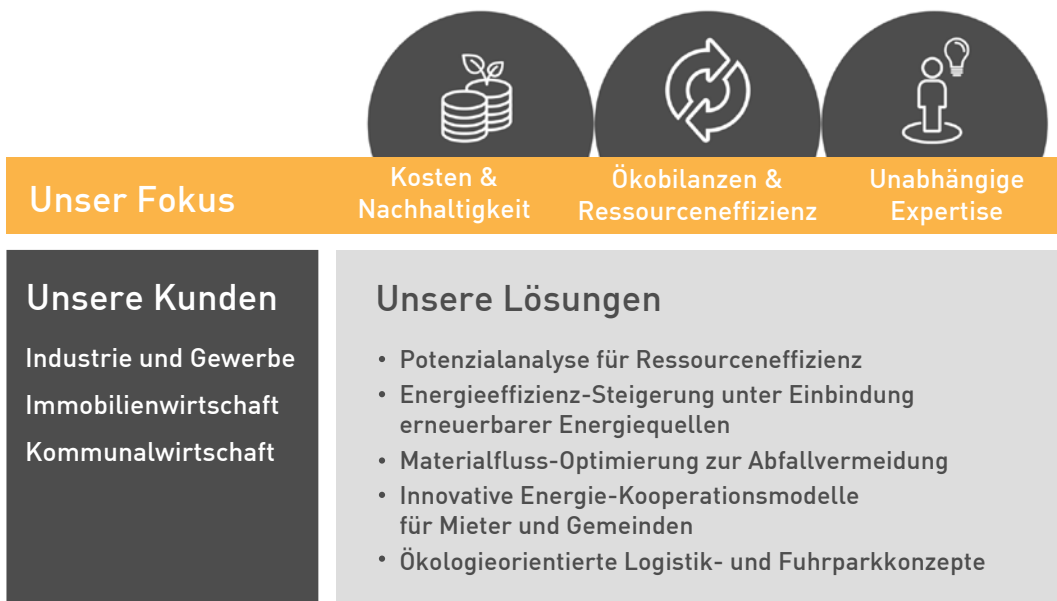 Unser Fokus
Kosten &
Nachhaltigkeit
Ökobilanzen &
Ressourceneffizienz
Unabhängige
Expertise
Unsere Kunden
Industrie und Gewerbe
Immobilienwirtschaft
Kommunalwirtschaft
Unsere Lösungen
• Potenzialanalyse für Ressourceneffizienz
• Energieeffizienz-Steigerung unter Einbindung
erneuerbarer Energiequellen
• Materialfluss-Optimierung zur Abfallvermeidung
• Innovative Energie-Kooperationsmodelle
für Mieter und Gemeinden
• Ökologieorientierte Logistik- und Fuhrparkkonzepte